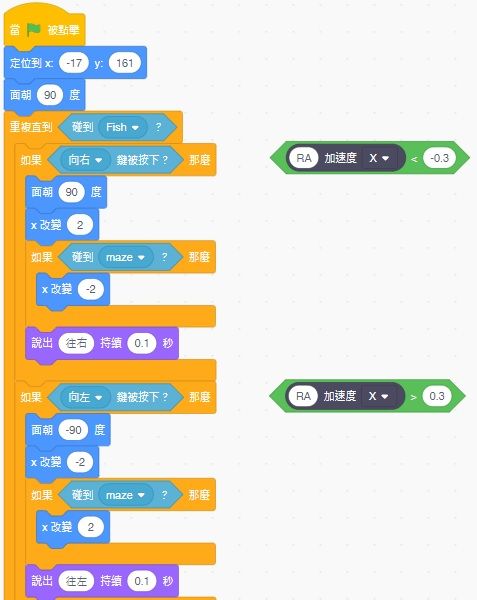 當 被點擊
定位到 x: -17 y: 161
面朝 90 度
重複直到 碰到 Fish ?
如果 向右 鍵被按下? 那麼
RA 加速度 X < -0.3
面朝 90 度
x 改變 2
如果 碰到 maze ? 那麼
x 改變 -2
說出 往右 持續 0.1 秒
如果 向左 鍵被按下? 那麼
RA 加速度 X > 0.3
面朝 -90 度
x 改變 -2
如果 碰到 maze ? 那麼
x 改變 2
說出 往左 持續 0.1 秒